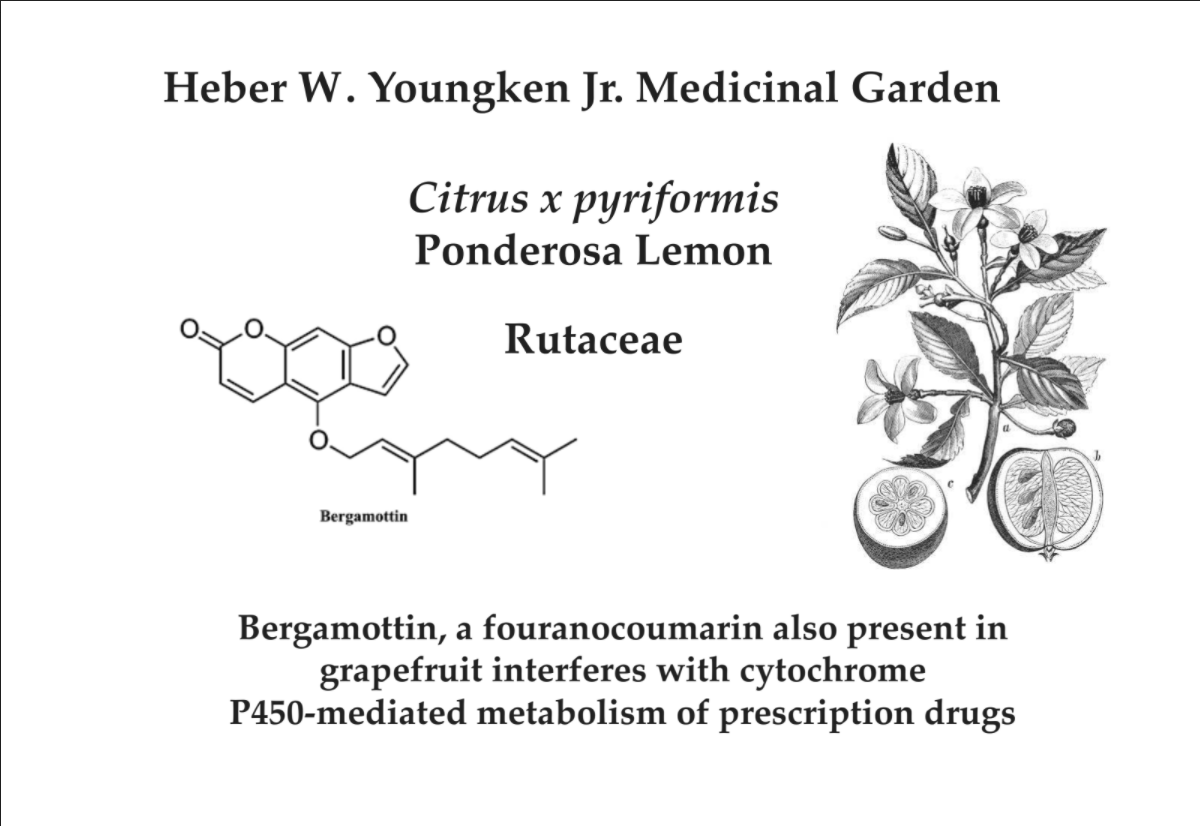 Heber W. Youngken Jr. Medicinal Garden
Citrus x pyriformis
Ponderosa Lemon
Rutaceae
O
O
O
O
Bergamottin
a
b
c
Bergamottin, a fouranocoumarin also present in
grapefruit interferes with cytochrome
P450-mediated metabolism of prescription drugs